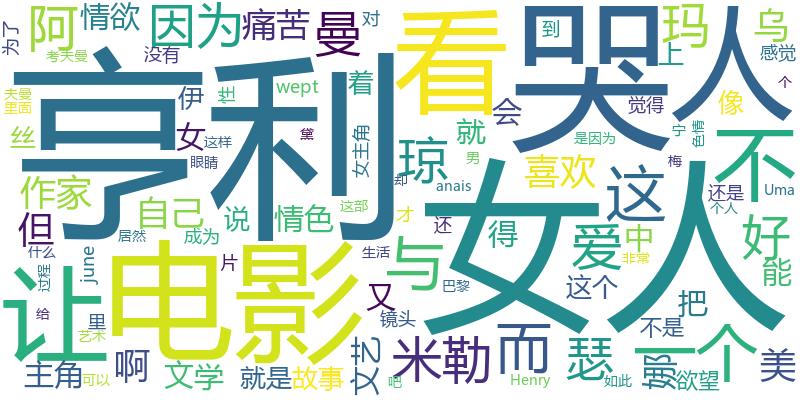 为了
阿
情欲
因为
痛苦
曼
对
看
哭
到
人
玛
上
乌
感觉
考夫曼
没有
夫曼
里面
亨利
伊
性
wept
着
会
觉得
像
个
丝
女
这样
黛
女主角
琼
就
是因为
宁
色情
不
作家
眼睛
男
喜欢
这
梅
还是
Uma
但
自己
说
情色
这部
却
anais
女人
个人
居然
成为
才
还
得
爱
中
好
什么
过程
june
电影
片
生活
与
非常
能
让
给
里
又
巴黎
这个
把
艺术
镜头
不是
主角
可以
啊
文学
就是
故事
文艺
吧
米勒
Henry
而
瑟
如此
娜
欲望
一个
美